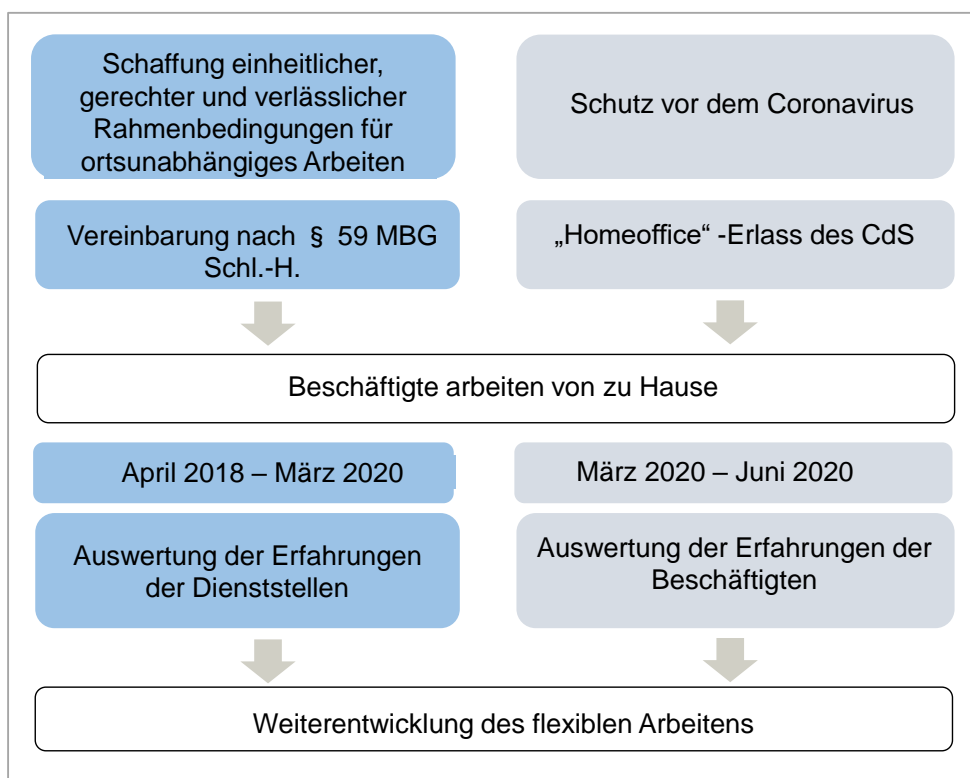 Schaffung einheitlicher,
gerechter und verlässlicher
Rahmenbedingungen für
ortsunabhängiges Arbeiten
Schutz vor dem Coronavirus
Vereinbarung nach § 59 MBG
Schl.-H.
„Homeoffice“ -Erlass des CdS
Beschäftigte arbeiten von zu Hause
April 2018 – März 2020
März 2020 – Juni 2020
Auswertung der Erfahrungen
der Dienststellen
Auswertung der Erfahrungen der
Beschäftigten
Weiterentwicklung des flexiblen Arbeitens